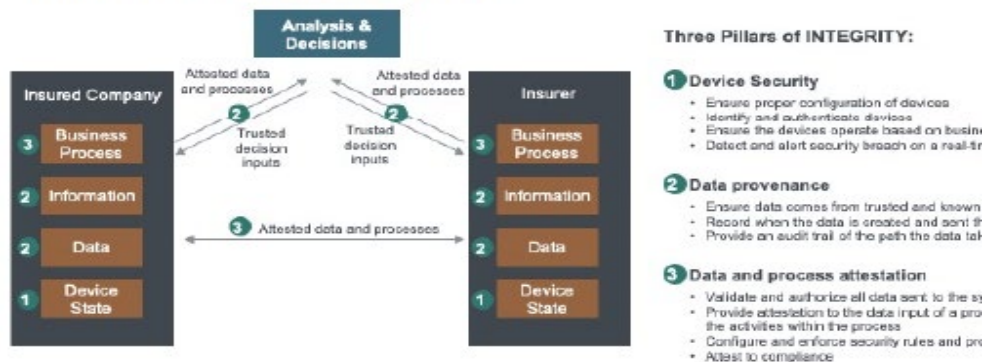 Analysis &
Decisions
Three Pillars of INTEGRITY:
Attested data
and processes
Attested data
and processes
Insured Company
Insurer
1 Device Security
• Ensure proper configuration of devices
• Identify and authenticate devices
• Ensure the devices operate based on
• Detect and alert security breach on a
2
2
Trusted
decision
inputs
Trusted
decision
inputs
3 Business
Process
3 Business
Process
2 Information
2 Information
2 Data provenance
• Ensure data comes from trusted and known
• Record when the data is created and sent
• Provide an audit trail of the path the data
3 Attested data and processes
2 Data
2 Data
3 Data and process attestation
1 Device
State
1 Device
State
• Validate and authorize all data sent to the
• Provide attestation to the data input of a
the activities within the process
• Configure and enforce security rules and
• Attest to compliance